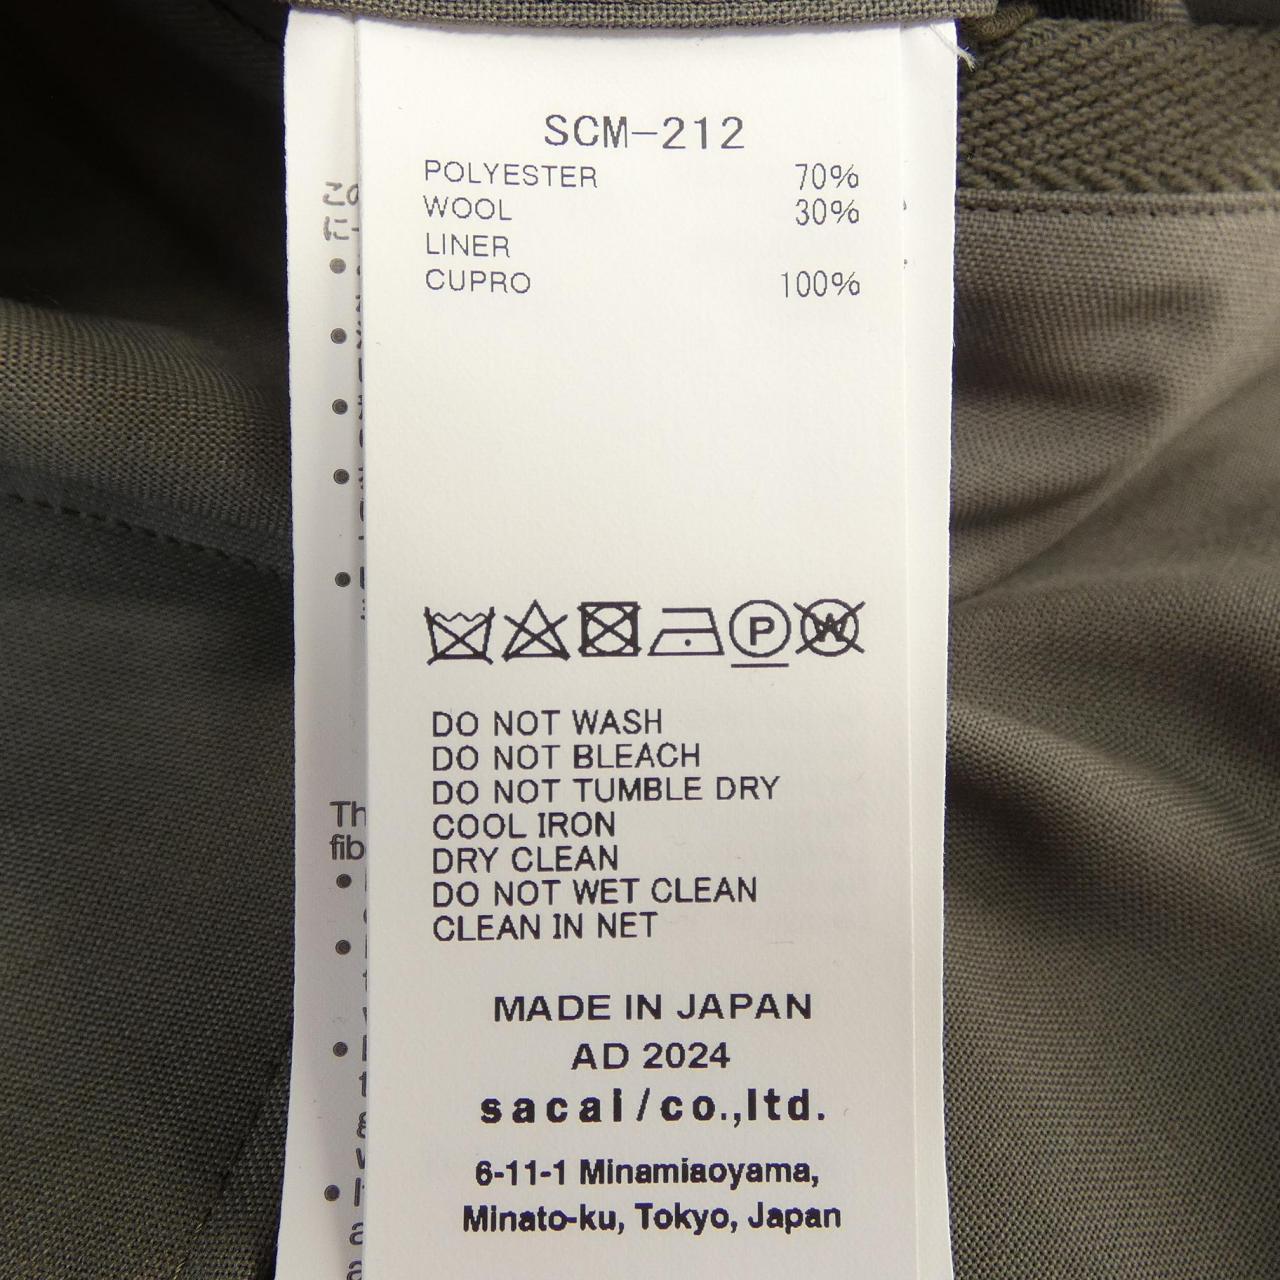 SCM-212
POLYESTER 70%
WOOL 30%
LINER
CUPRO 100%
P
W
DO NOT WASH
DO NOT BLEACH
DO NOT TUMBLE DRY
COOL IRON
DRY CLEAN
DO NOT WET CLEAN
CLEAN IN NET
MADE IN JAPAN
AD 2024
sacai/co.,ltd.
6-11-1 Minamiaoyama,
Minato-ku, Tokyo, Japan